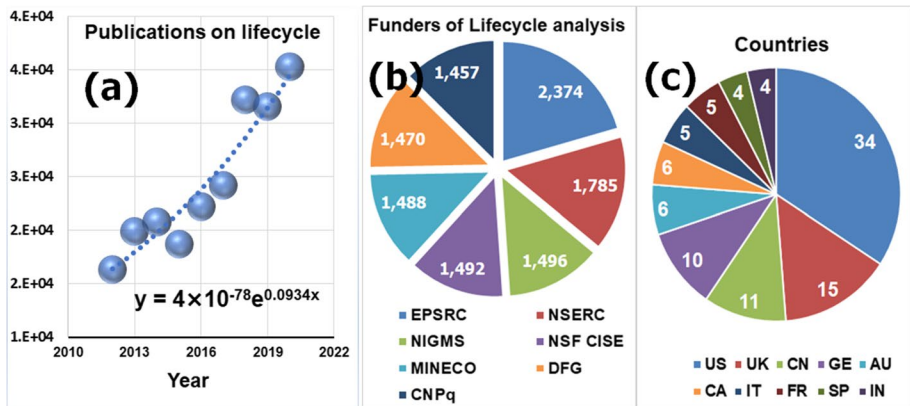 Publications on lifecycle
(a)
4.E+04
4.E+04
3.E+04
3.E+04
2.E+04
2.E+04
1.E+04
y = 4×10-78e0.0934x
2010 2013 2016 2019 2022
Year
Funders of Lifecycle analysis
(b)
1,457
2,374
1,470
1,785
1,488
1,492
1,496
EPSRC NSERC
NIGMS NSF CISE
MINECO DFG
CNPq
Countries
(c)
4 4
5
5
34
6
6
10
11
15
US UK CN GE AU
CA IT FR SP IN